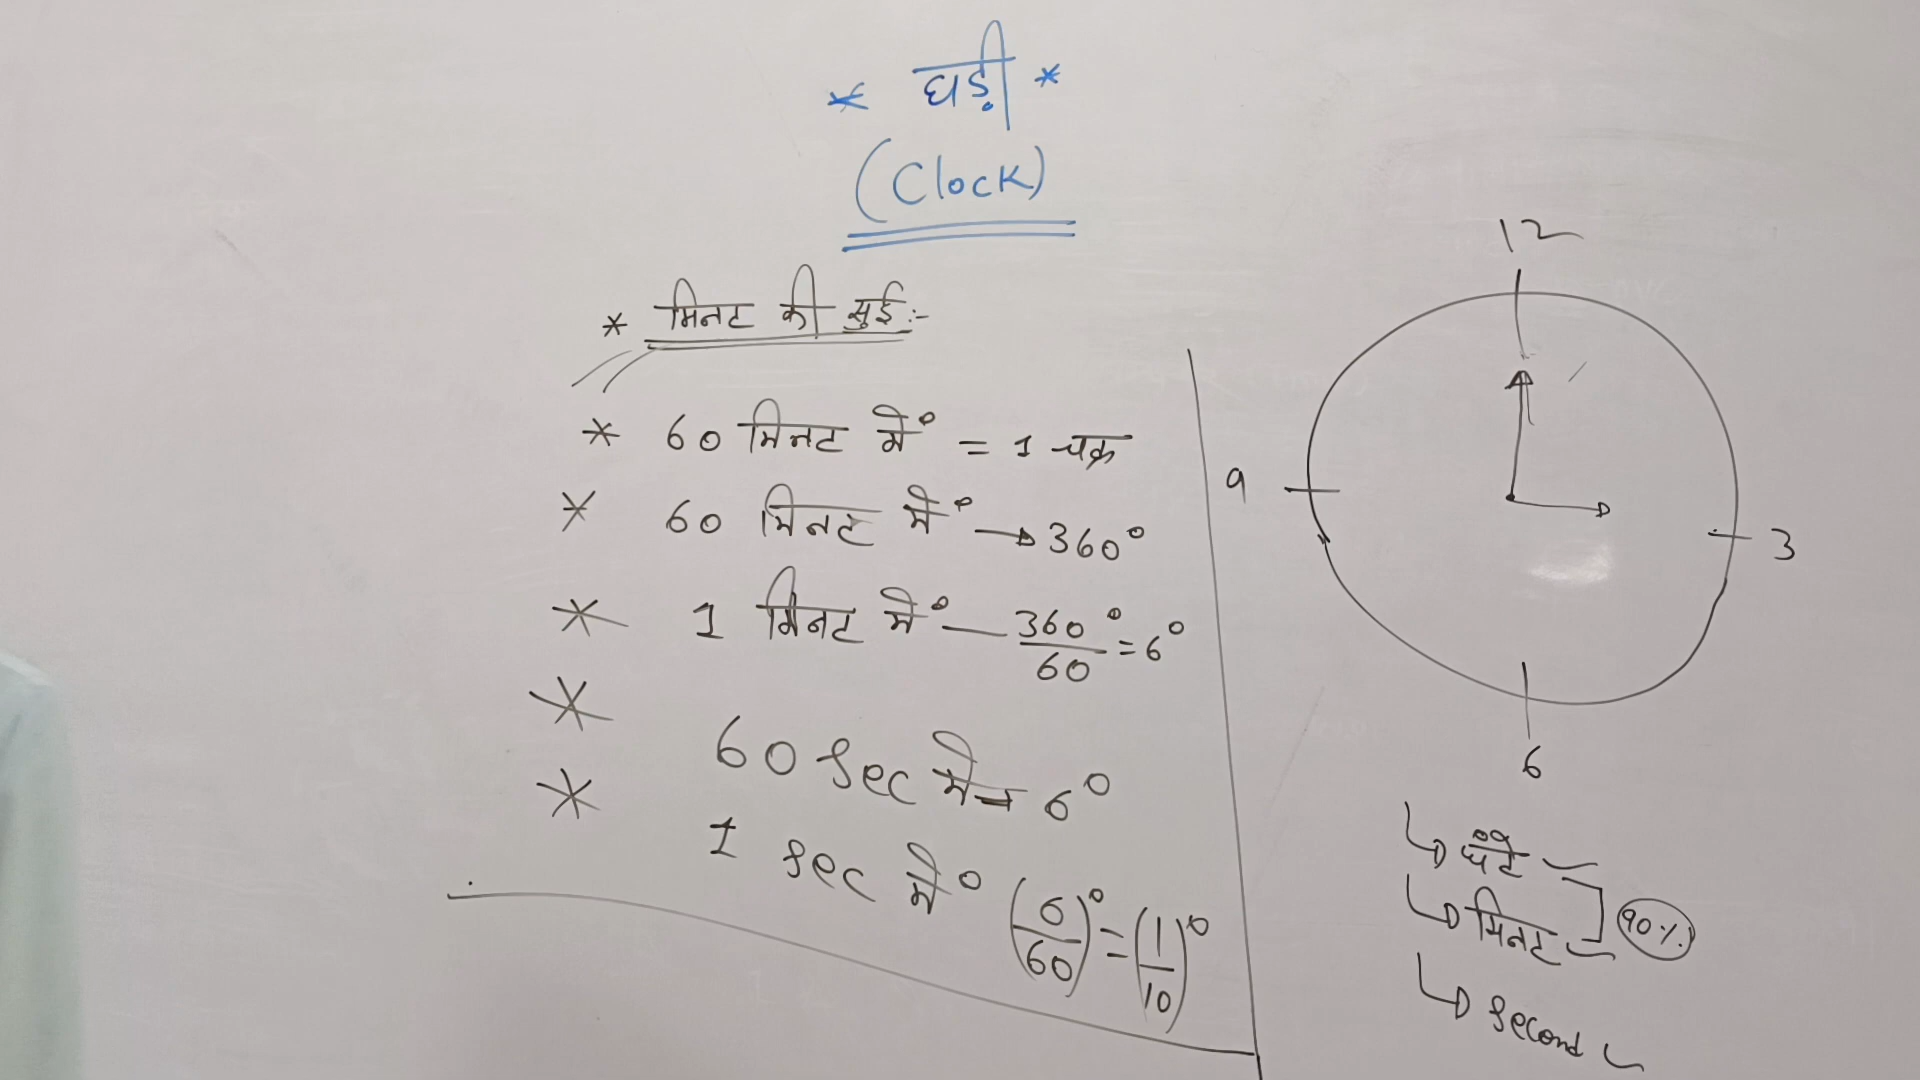 * घड़ी *
(Clock)
* मिनट की सुई :-
* 60 मिनट में = 1 चक्र
* 60 मिनट में → 360°
* 1 मिनट में — 360°/60 = 6°
*
60 Sec में - 6°
*
1 Sec में (6/60)° = (1/10)°
12
9
3
6
↳ घंटे
↳ मिनट
90%
↳ Second